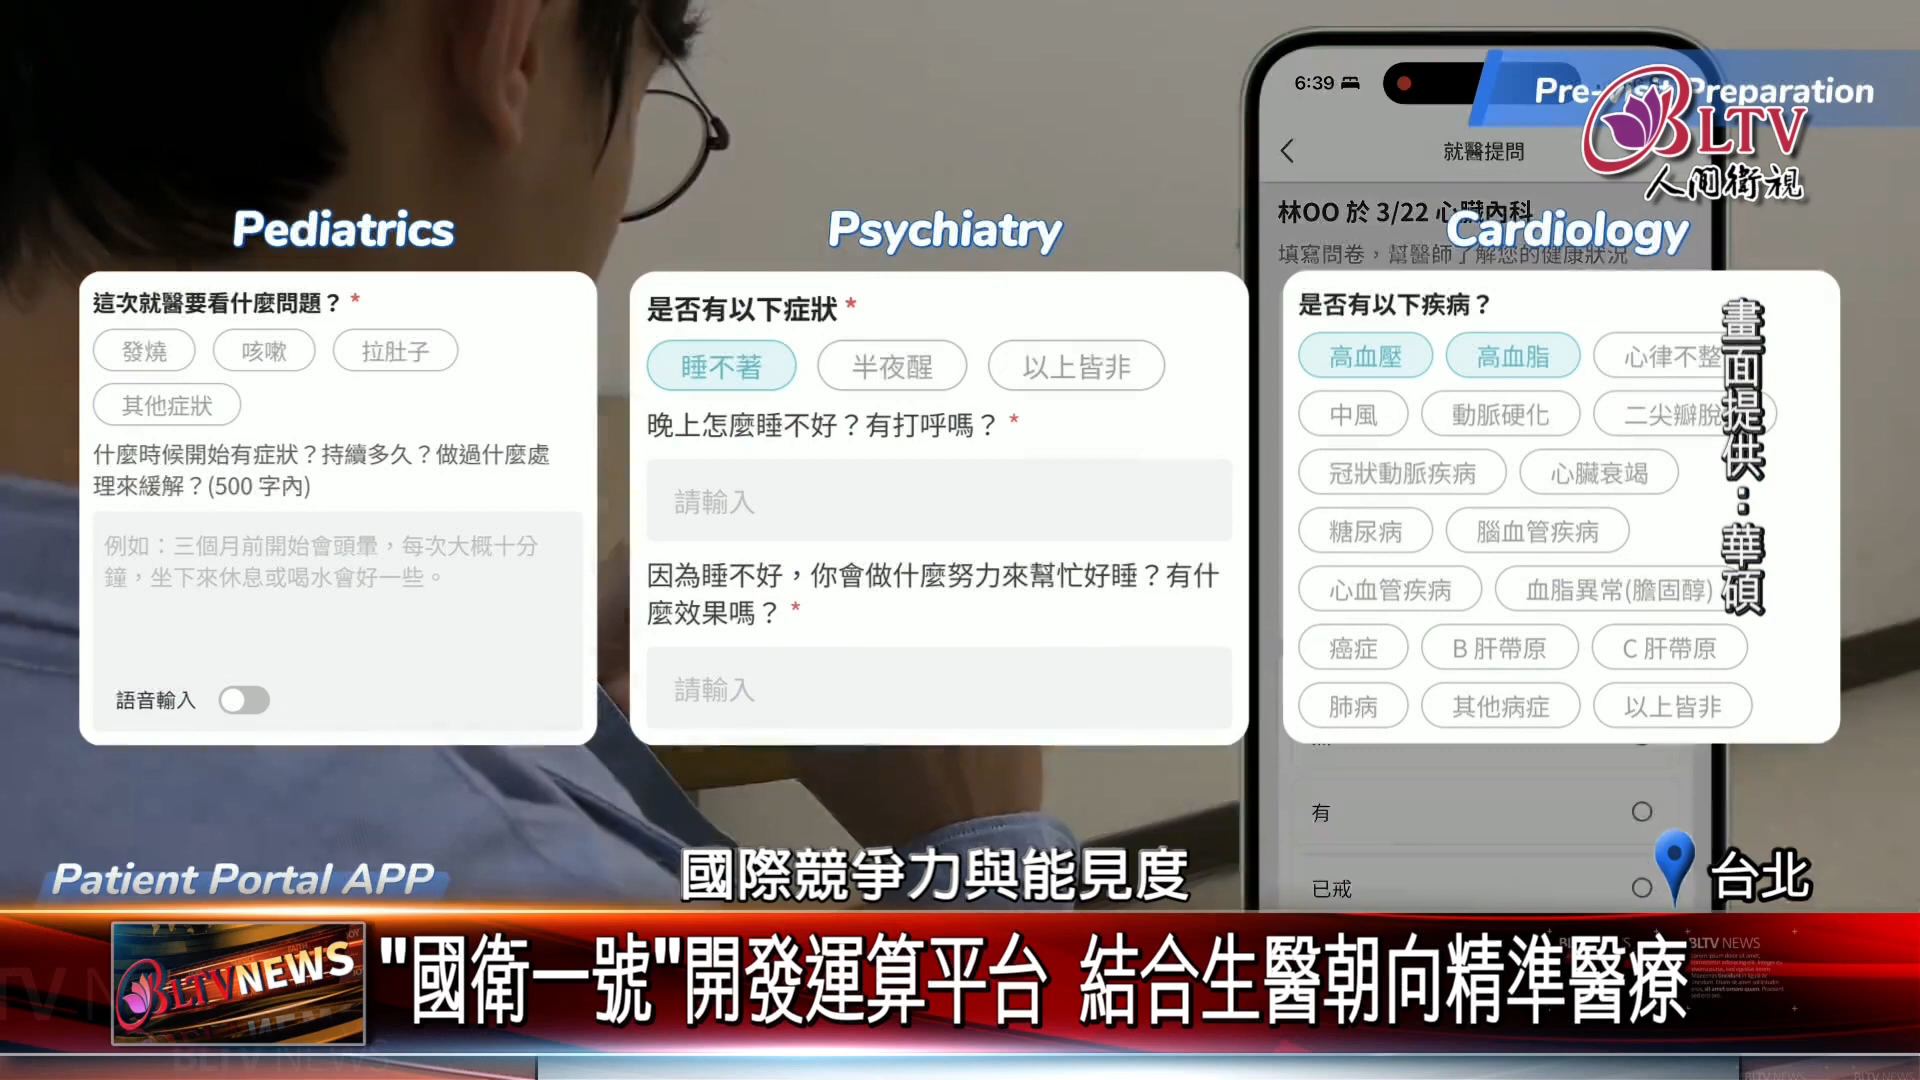 6:39
Pre-Visit Preparation
BLTV
人間衛視
就醫提問
林OO 於 3/22 心臟內科
填寫問卷，幫醫師了解您的健康狀況
Pediatrics
這次就醫要看什麼問題？ *
發燒
咳嗽
拉肚子
其他症狀
什麼時候開始有症狀？持續多久？做過什麼處
理來緩解？(500 字內)
例如：三個月前開始會頭暈，每次大概十分
鐘，坐下來休息或喝水會好一些。
語音輸入
Psychiatry
是否有以下症狀 *
睡不著
半夜醒
以上皆非
晚上怎麼睡不好？有打呼嗎？ *
請輸入
因為睡不好，你會做什麼努力來幫忙好睡？有什
麼效果嗎？ *
請輸入
Cardiology
是否有以下疾病？
高血壓
高血脂
心律不整
中風
動脈硬化
二尖瓣脫
冠狀動脈疾病
心臟衰竭
糖尿病
腦血管疾病
心血管疾病
血脂異常(膽固醇)
癌症
B 肝帶原
C 肝帶原
肺病
其他病症
以上皆非
畫面提供：華碩
有
已戒
Patient Portal APP
國際競爭力與能見度
台北
BLTV NEWS
"國衛一號"開發運算平台 結合生醫朝向精準醫療
BLTV NEWS